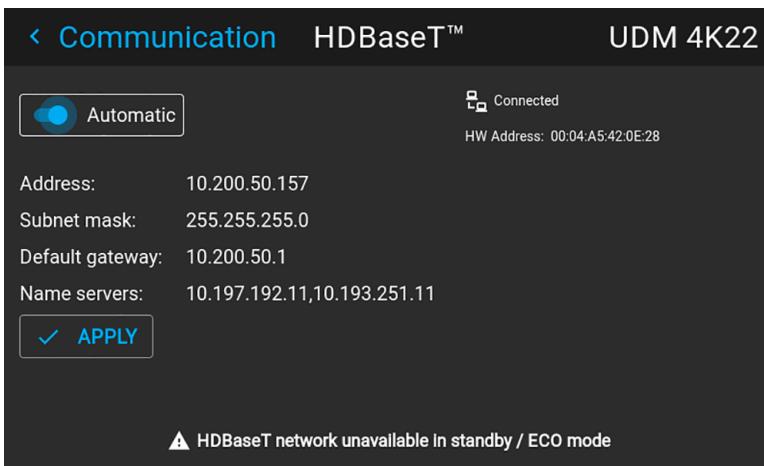 Communication HDBaseT™ UDM 4K22
Automatic
Connected
HW Address: 00:04:A5:42:0E:28
Address: 10.200.50.157
Subnet mask: 255.255.255.0
Default gateway: 10.200.50.1
Name servers: 10.197.192.11,10.193.251.11
APPLY
HDBaseT network unavailable in standby / ECO mode